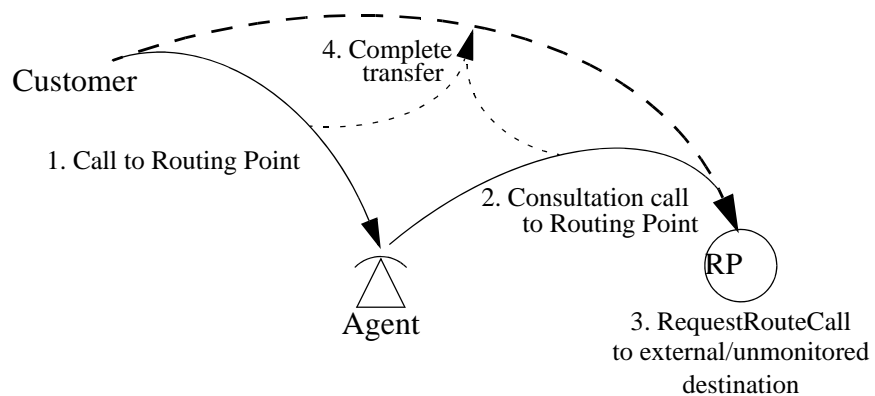 4. Complete
transfer
Customer
1. Call to Routing Point
2. Consultation call
to Routing Point
RP
Agent
3. RequestRouteCall
to external/unmonitored
destination